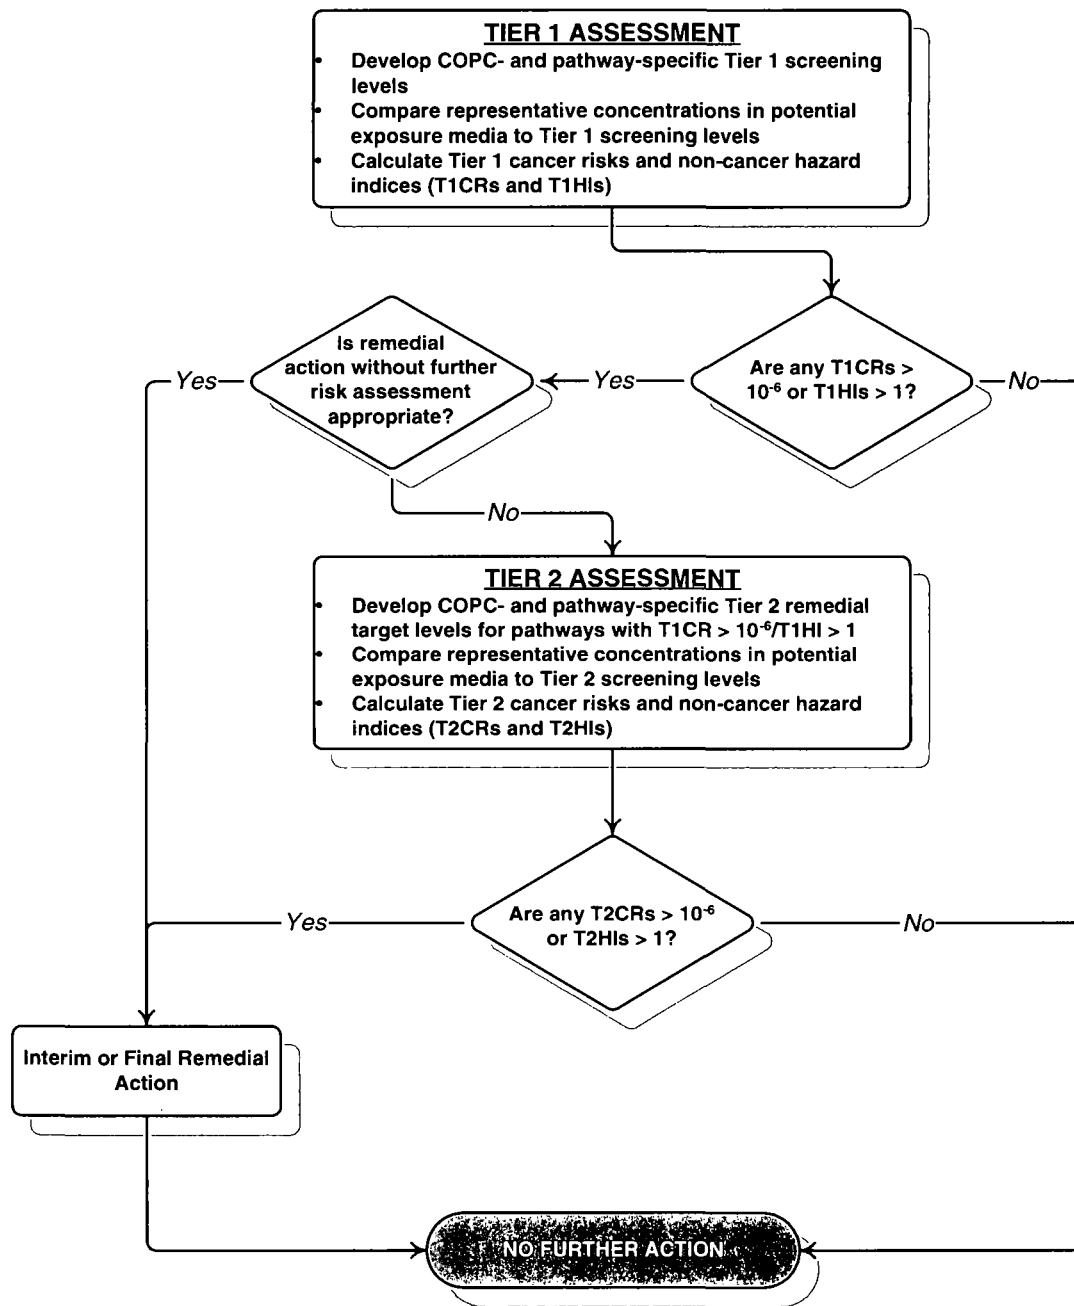 TIER 1 ASSESSMENT
• Develop COPC- and pathway-specific Tier 1 screening
levels
• Compare representative concentrations in potential
exposure media to Tier 1 screening levels
• Calculate Tier 1 cancer risks and non-cancer hazard
indices (T1CRs and T1HIs)
Is remedial
action without further
risk assessment
appropriate?
Yes
Yes
Are any T1CRs >
10⁻⁶ or T1HIs > 1?
No
No
TIER 2 ASSESSMENT
• Develop COPC- and pathway-specific Tier 2 remedial
target levels for pathways with T1CR > 10⁻⁶/T1HI > 1
• Compare representative concentrations in potential
exposure media to Tier 2 screening levels
• Calculate Tier 2 cancer risks and non-cancer hazard
indices (T2CRs and T2HIs)
Yes
Are any T2CRs > 10⁻⁶
or T2HIs > 1?
No
Interim or Final Remedial
Action
NO FURTHER ACTION